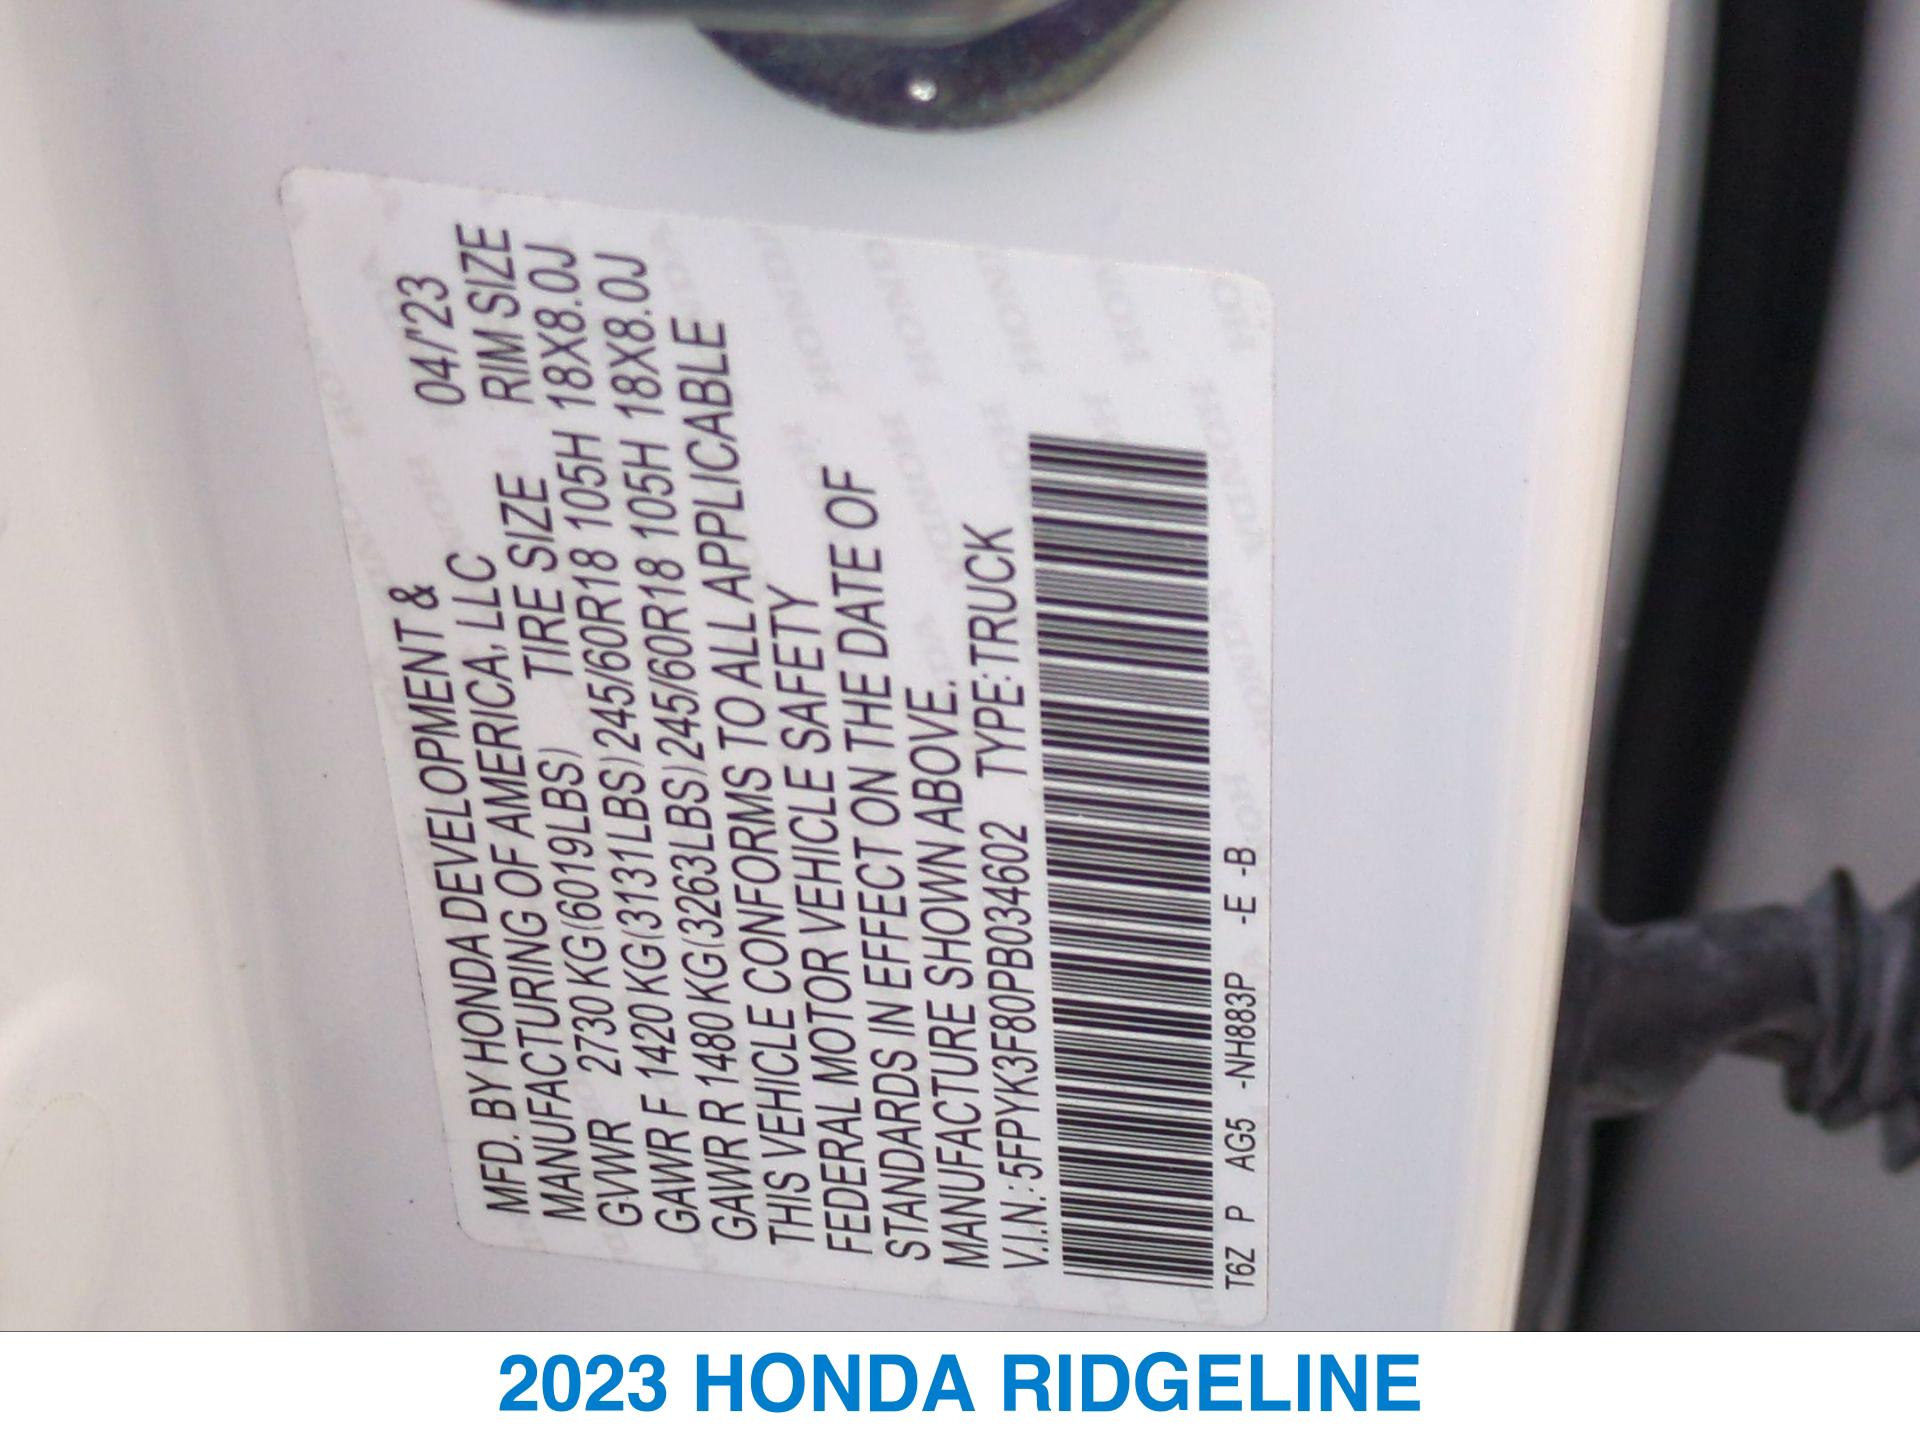 MFD. BY HONDA DEVELOPMENT & 04/'23
MANUFACTURING OF AMERICA, LLC RIM SIZE
GVWR 2730 KG(6019LBS) TIRE SIZE 18X8.0J
GAWR F 1420 KG(3131LBS) 245/60R18 105H 18X8.0J
GAWR R 1480 KG(3263LBS) 245/60R18 105H
THIS VEHICLE CONFORMS TO ALL APPLICABLE
FEDERAL MOTOR VEHICLE SAFETY
STANDARDS IN EFFECT ON THE DATE OF
MANUFACTURE SHOWN ABOVE.
V.I.N.: 5FPYK3F80PB034602 TYPE: TRUCK
T6Z P AG5 -NH883P -E -B
2023 HONDA RIDGELINE